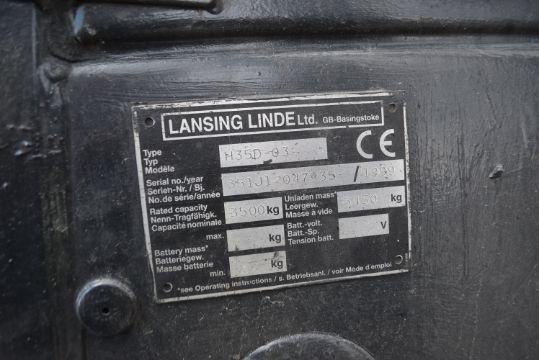 LANSING LINDE Ltd. GB-Basingstoke
Type
Typ H35D-03
Modèle
CE
Serial no./year
Serien-Nr. / Bj. /
No.de série/année
Rated capacity
Nenn-Tragfähigk. 3500 kg
Capacité nominale
Unladen mass*
Leergew. kg
Masse à vide
max. kg
Batt.-volt.
Batt.-Sp. V
Tension batt.
Battery mass*
Batteriegew.
Masse batterie
min. kg
*see Operating instructions / s. Betriebsanl. / voir Mode d'emploi